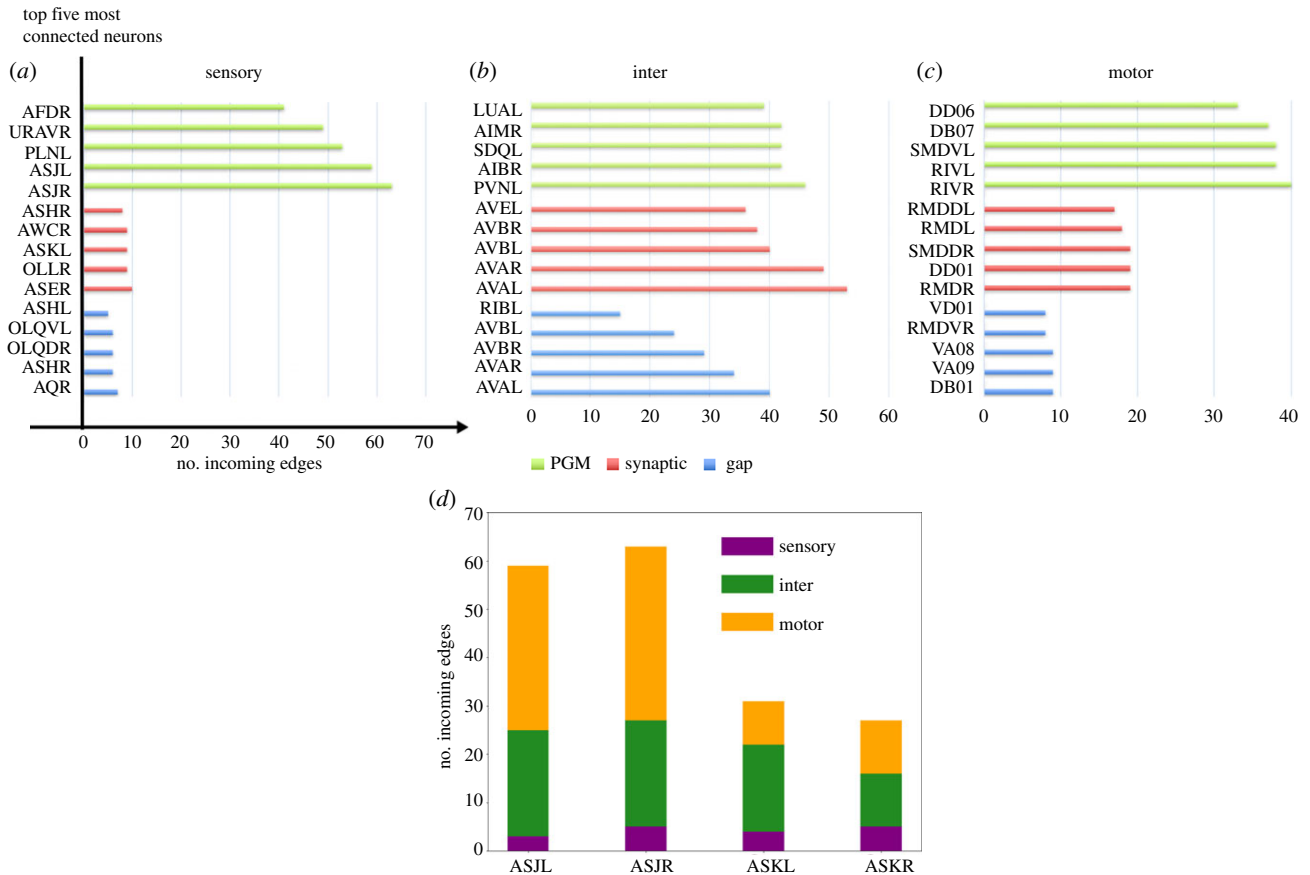 top five most
connected neurons
(a) sensory
AFDR
URAVR
PLNL
ASJL
ASJR
ASHR
AWCR
ASKL
OLLR
ASER
ASHL
OLQVL
OLQDR
ASHR
AQR
0 10 20 30 40 50 60 70
no. incoming edges
(b) inter
LUAL
AIMR
SDQL
AIBR
PVNL
AVEL
AVBR
AVBL
AVAR
AVAL
RIBL
AVBL
AVBR
AVAR
AVAL
0 10 20 30 40 50 60
(c) motor
DD06
DB07
SMDVL
RIVL
RIVR
RMDDL
RMDL
SMDDR
DD01
RMDR
VD01
RMDVR
VA08
VA09
DB01
0 10 20 30 40
PGM synaptic gap
(d)
70
60
50
40
30
20
10
0
no. incoming edges
sensory
inter
motor
ASJL ASJR ASKL ASKR